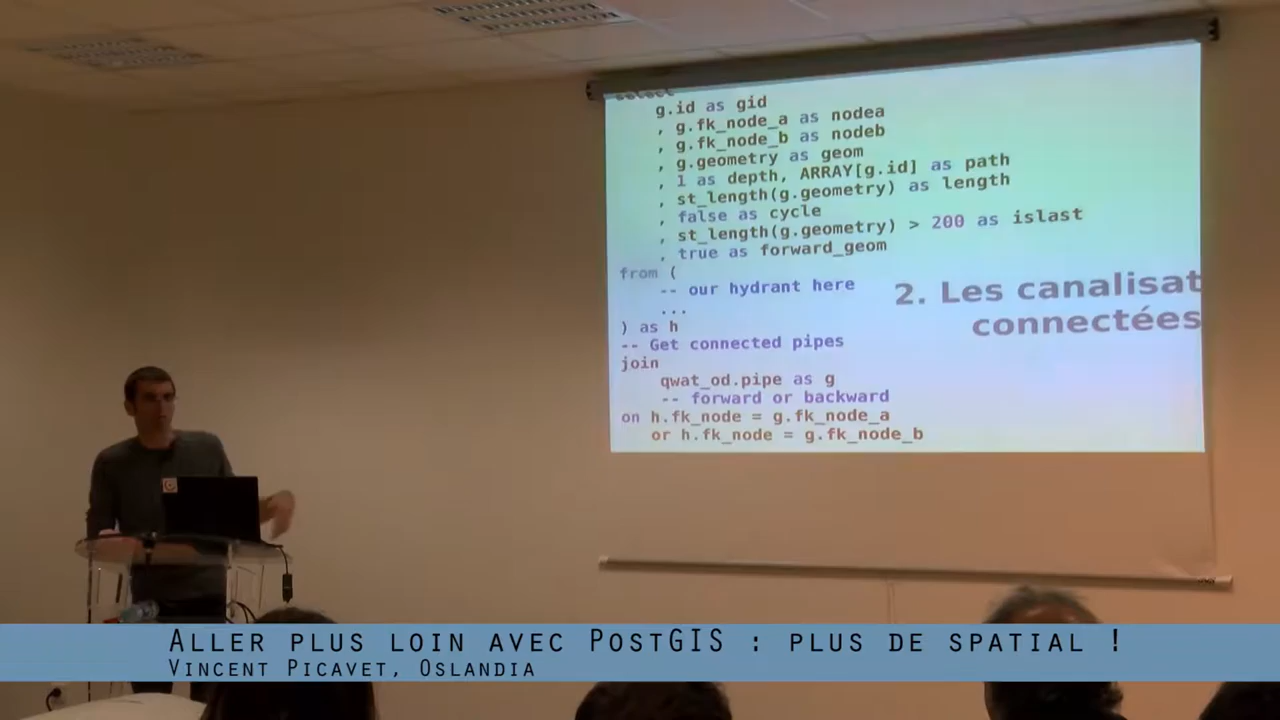 select
g.id as gid
, g.fk_node_a as nodea
, g.fk_node_b as nodeb
, g.geometry as geom
, 1 as depth, ARRAY[g.id] as path
, st_length(g.geometry) as length
, false as cycle
, st_length(g.geometry) > 200 as islast
, true as forward_geom
from (
-- our hydrant here
...
) as h
-- Get connected pipes
join
qwat_od.pipe as g
-- forward or backward
on h.fk_node = g.fk_node_a
or h.fk_node = g.fk_node_b
2. Les canalisat
connectées
Aller plus loin avec PostGIS : plus de spatial !
Vincent Picavet, Oslandia